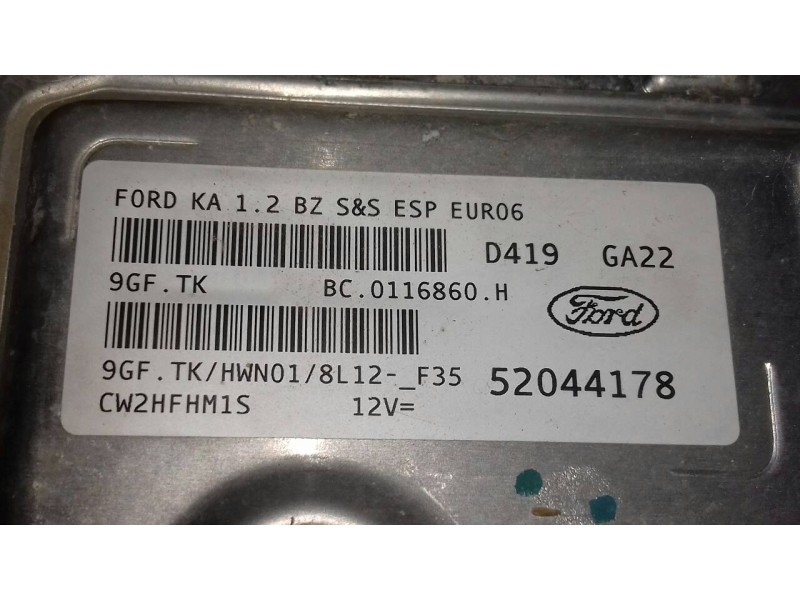 FORD KA 1.2 BZ S&S ESP EURO6
D419 GA22
9GF.TK BC.0116860.H
Ford
9GF.TK/HWN01/8L12-_F35 52044178
CW2HFHM1S 12V=